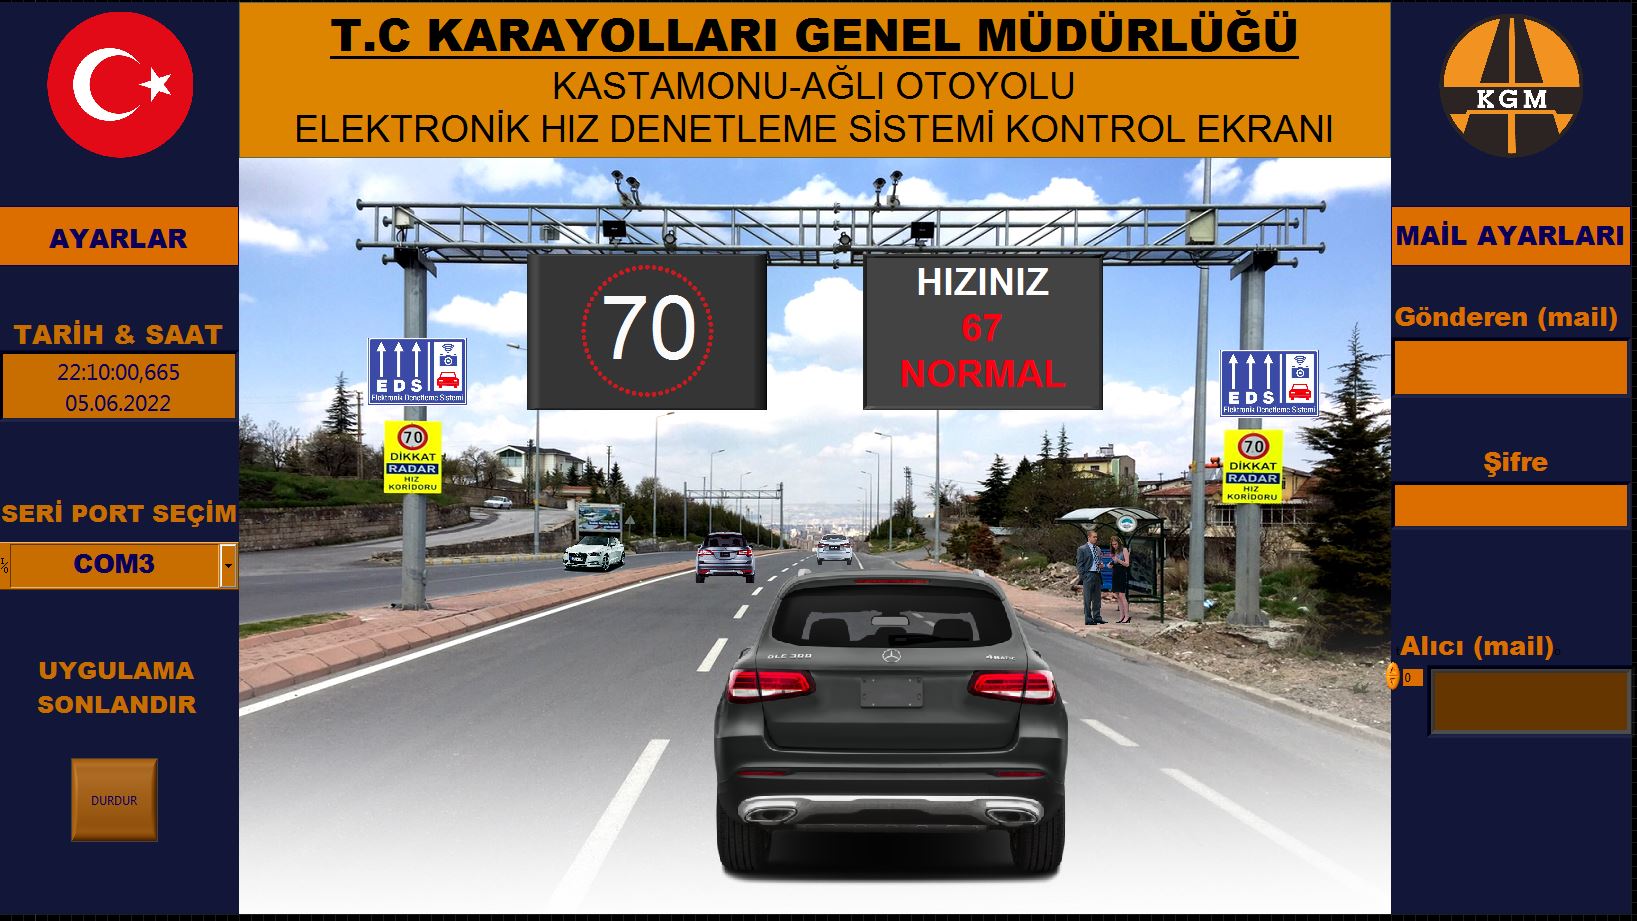 T.C KARAYOLLARI GENEL MÜDÜRLÜĞÜ
KASTAMONU-AĞLI OTOYOLU
ELEKTRONİK HIZ DENETLEME SİSTEMİ KONTROL EKRANI
KGM
AYARLAR
TARİH & SAAT
22:10:00,665
05.06.2022
SERİ PORT SEÇİM
COM3
UYGULAMA
SONLANDIR
DURDUR
70
HIZINIZ
67
NORMAL
EDS
Elektronik Denetleme Sistemi
70
DİKKAT
RADAR
HIZ
KORİDORU
EDS
Elektronik Denetleme Sistemi
70
DİKKAT
RADAR
HIZ
KORİDORU
GLC 300
4MATIC
MAİL AYARLARI
Gönderen (mail)
Şifre
Alıcı (mail)
0